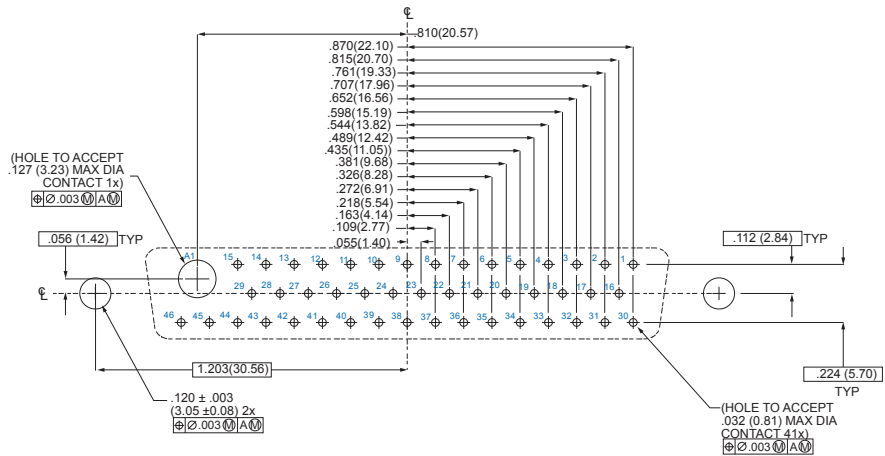 ℄
.810(20.57)
.870(22.10)
.815(20.70)
.761(19.33)
.707(17.96)
.652(16.56)
.598(15.19)
.544(13.82)
.489(12.42)
.435(11.05))
.381(9.68)
.326(8.28)
.272(6.91)
.218(5.54)
.163(4.14)
.109(2.77)
.055(1.40)
(HOLE TO ACCEPT
.127 (3.23) MAX DIA
CONTACT 1x)
⌖ ∅.003 Ⓜ A Ⓜ
.056 (1.42) TYP
.112 (2.84) TYP
A1 15 14 13 12 11 10 9 8 7 6 5 4 3 2 1
℄
29 28 27 26 25 24 23 22 21 20 19 18 17 16
46 45 44 43 42 41 40 39 38 37 36 35 34 33 32 31 30
1.203(30.56)
.224 (5.70)
TYP
.120 ± .003
(3.05 ±0.08) 2x
⌖ ∅.003 Ⓜ A Ⓜ
(HOLE TO ACCEPT
.032 (0.81) MAX DIA
CONTACT 41x)
⌖ ∅.003 Ⓜ A Ⓜ